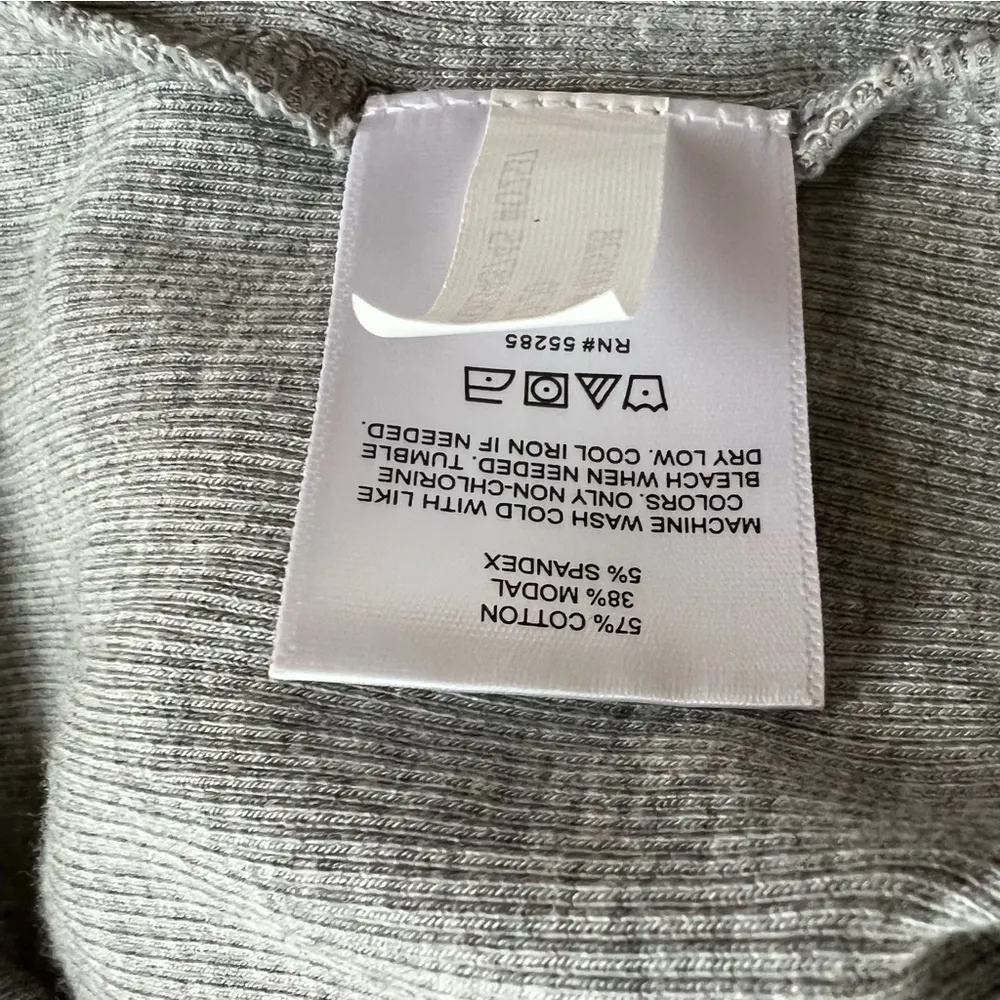 57% COTTON
38% MODAL
5% SPANDEX
MACHINE WASH COLD WITH LIKE
COLORS. ONLY NON-CHLORINE
BLEACH WHEN NEEDED. TUMBLE
DRY LOW. COOL IRON IF NEEDED.
RN# 55285